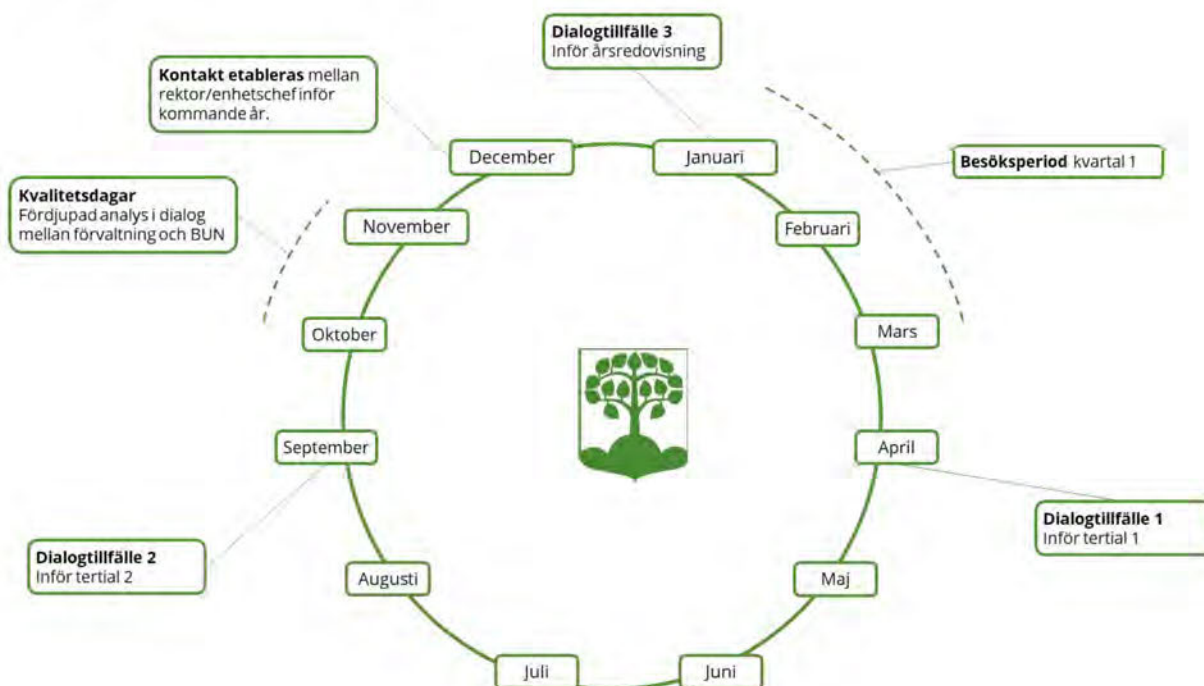 Dialogtillfälle 3
Inför årsredovisning
Kontakt etableras mellan
rektor/enhetschef inför
kommande år.
December
Januari
Besöksperiod kvartal 1
Kvalitetsdagar
Fördjupad analys i dialog
mellan förvaltning och BUN
November
Februari
Oktober
Mars
September
April
Dialogtillfälle 1
Inför tertial 1
Dialogtillfälle 2
Inför tertial 2
Augusti
Maj
Juli
Juni